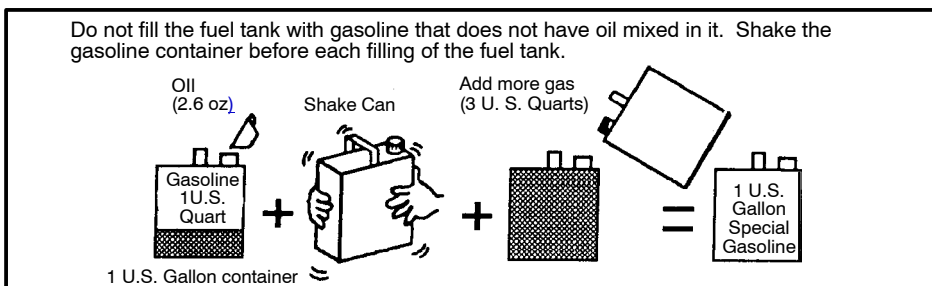 Do not fill the fuel tank with gasoline that does not have oil mixed in it. Shake the
gasoline container before each filling of the fuel tank.
OIl
(2.6 oz)
Shake Can
Add more gas
(3 U. S. Quarts)
Gasoline
1U.S.
Quart
+
+
=
1 U.S.
Gallon
Special
Gasoline
1 U.S. Gallon container